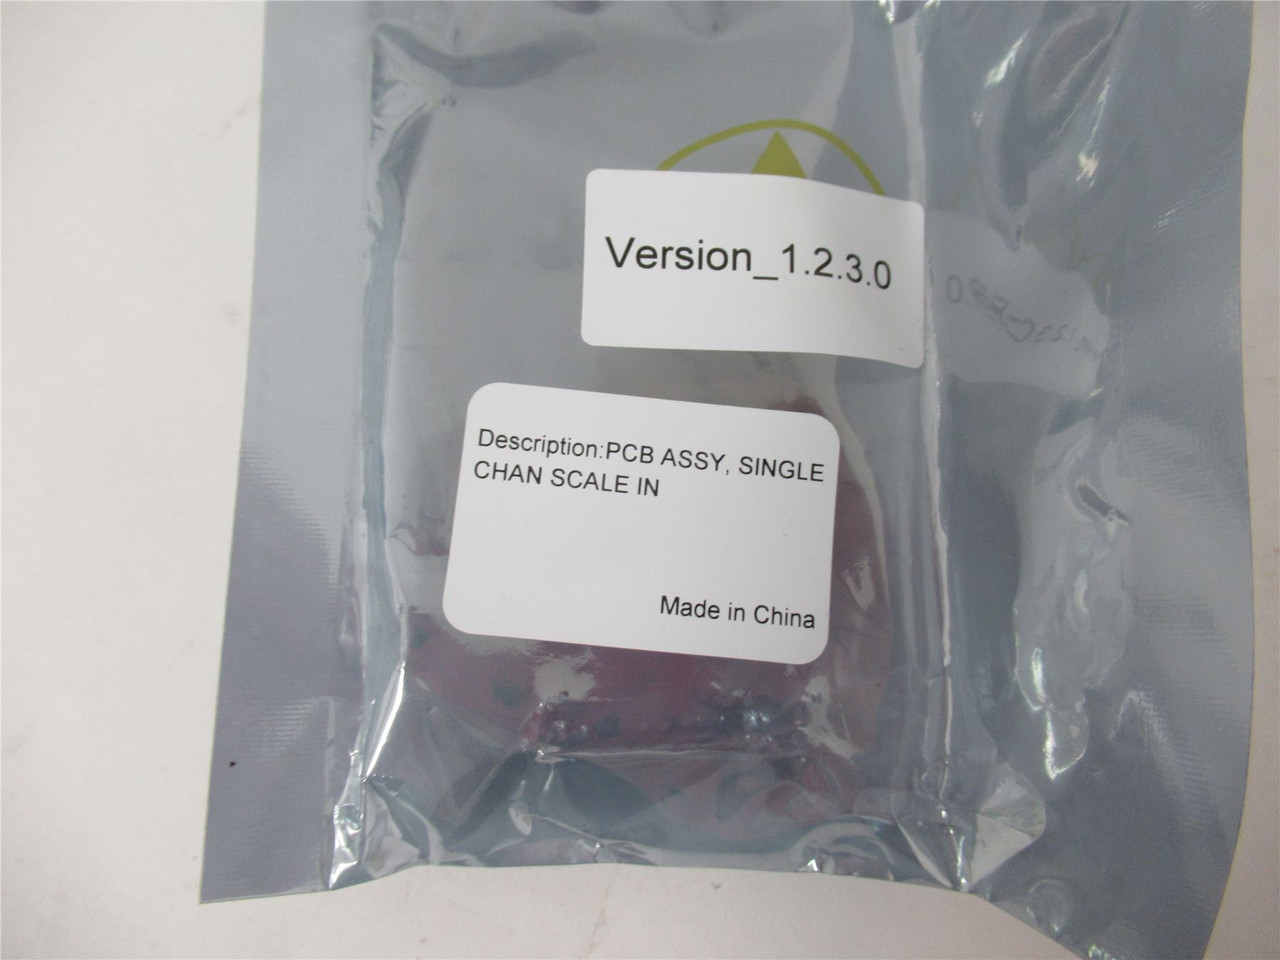 Version_1.2.3.0
Description:PCB ASSY, SINGLE
CHAN SCALE IN
Made in China